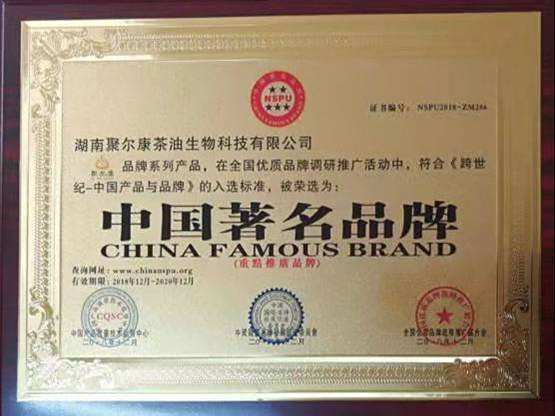 NSPU
证书编号：NSPU2018-ZM286
湖南聚尔康茶油生物科技有限公司
品牌系列产品，在全国优质品牌调研推广活动中，符合《跨世
纪-中国产品与品牌》的入选标准，被荣选为：
中国著名品牌
CHINA FAMOUS BRAND
(重點推廣品牌)
查询网址：www.chinanspa.org
有效期限：2018年12月-2020年12月
CQSC
二〇一八年十二月
二〇一八年十二月
二〇一八年十二月